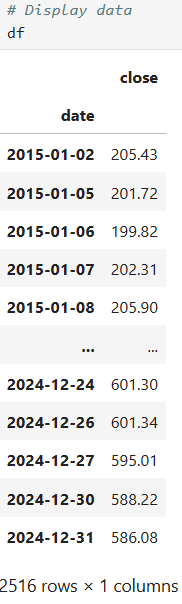 # Display data
df
close
date
2015-01-02 205.43
2015-01-05 201.72
2015-01-06 199.82
2015-01-07 202.31
2015-01-08 205.90
... ...
2024-12-24 601.30
2024-12-26 601.34
2024-12-27 595.01
2024-12-30 588.22
2024-12-31 586.08
2516 rows × 1 columns